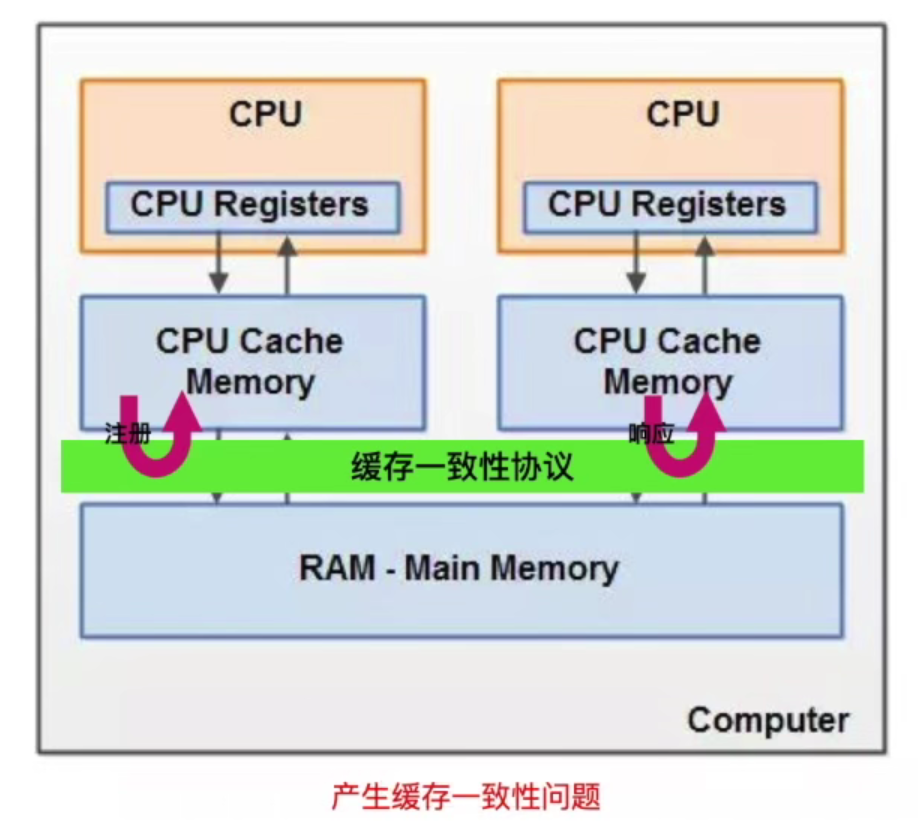 CPU
CPU
CPU Registers
CPU Registers
CPU Cache
Memory
CPU Cache
Memory
注册
响应
缓存一致性协议
RAM - Main Memory
Computer
产生缓存一致性问题